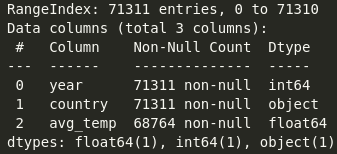 RangeIndex: 71311 entries, 0 to 71310
Data columns (total 3 columns):
 #   Column    Non-Null Count  Dtype
---  ------    --------------  -----
 0   year      71311 non-null  int64
 1   country   71311 non-null  object
 2   avg_temp  68764 non-null  float64
dtypes: float64(1), int64(1), object(1)